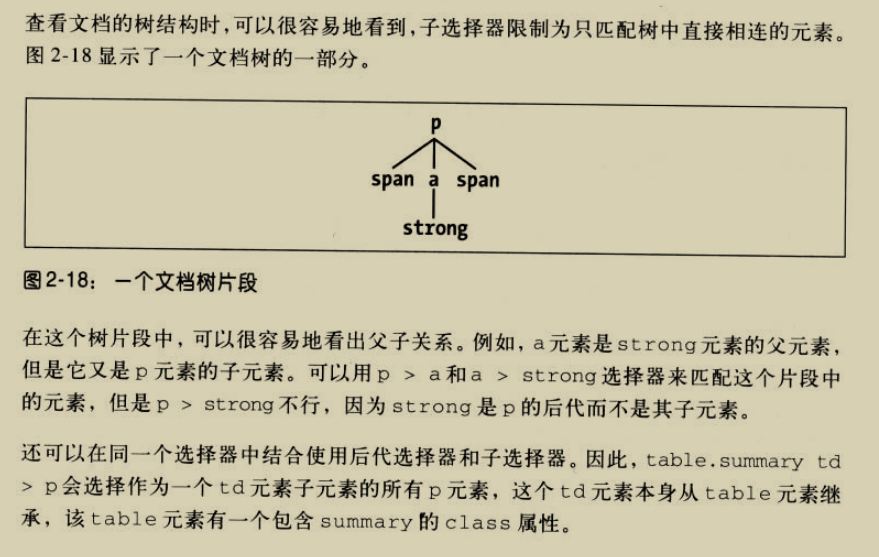 查看文档的树结构时,可以很容易地看到,子选择器限制为只匹配树中直接相连的元素。
图 2-18 显示了一个文档树的一部分。
p
span a span
strong
图2-18： 一个文档树片段
在这个树片段中，可以很容易地看出父子关系。例如，a元素是strong元素的父元素，
但是它又是p 元素的子元素。可以用p > a和a > strong选择器来匹配这个片段中
的元素，但是p > strong不行，因为strong是p的后代而不是其子元素。
还可以在同一个选择器中结合使用后代选择器和子选择器。因此，table.summary td
> p会选择作为一个td元素子元素的所有p元素，这个td元素本身从table元素继
承，该table元素有一个包含summary的class属性。